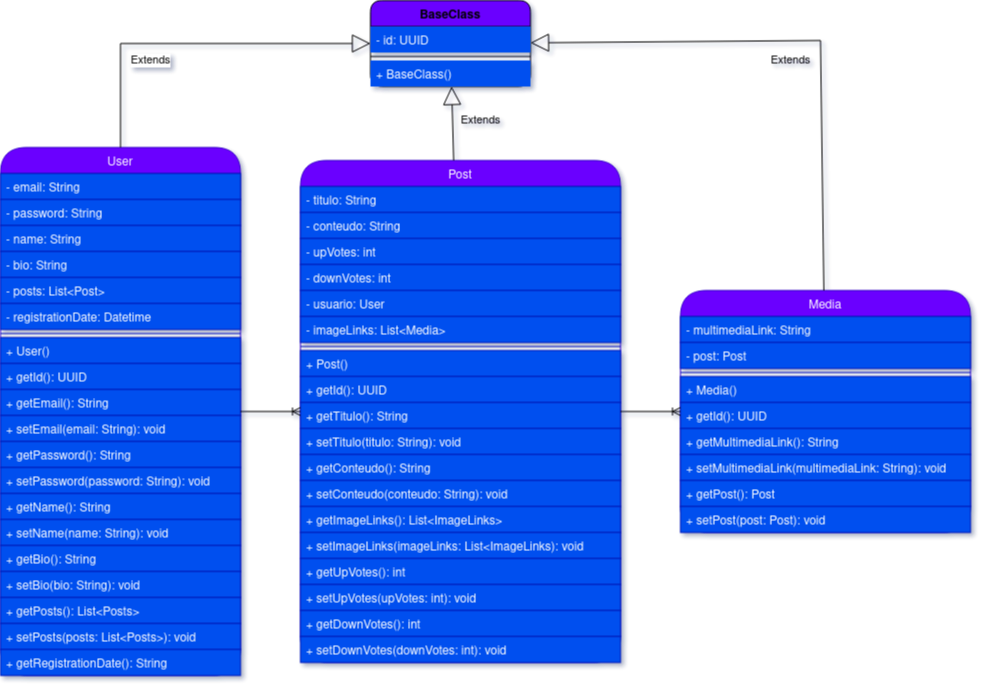 BaseClass
- id: UUID
+ BaseClass()
Extends
Extends
Extends
User
- email: String
- password: String
- name: String
- bio: String
- posts: List<Post>
- registrationDate: Datetime
+ User()
+ getId(): UUID
+ getEmail(): String
+ setEmail(email: String): void
+ getPassword(): String
+ setPassword(password: String): void
+ getName(): String
+ setName(name: String): void
+ getBio(): String
+ setBio(bio: String): void
+ getPosts(): List<Posts>
+ setPosts(posts: List<Posts>): void
+ getRegistrationDate(): String
Post
- titulo: String
- conteudo: String
- upVotes: int
- downVotes: int
- usuario: User
- imageLinks: List<Media>
+ Post()
+ getId(): UUID
+ getTitulo(): String
+ setTitulo(titulo: String): void
+ getConteudo(): String
+ setConteudo(conteudo: String): void
+ getImageLinks(): List<ImageLinks>
+ setImageLinks(imageLinks: List<ImageLinks): void
+ getUpVotes(): int
+ setUpVotes(upVotes: int): void
+ getDownVotes(): int
+ setDownVotes(downVotes: int): void
Media
- multimediaLink: String
- post: Post
+ Media()
+ getId(): UUID
+ getMultimediaLink(): String
+ setMultimediaLink(multimediaLink: String): void
+ getPost(): Post
+ setPost(post: Post): void